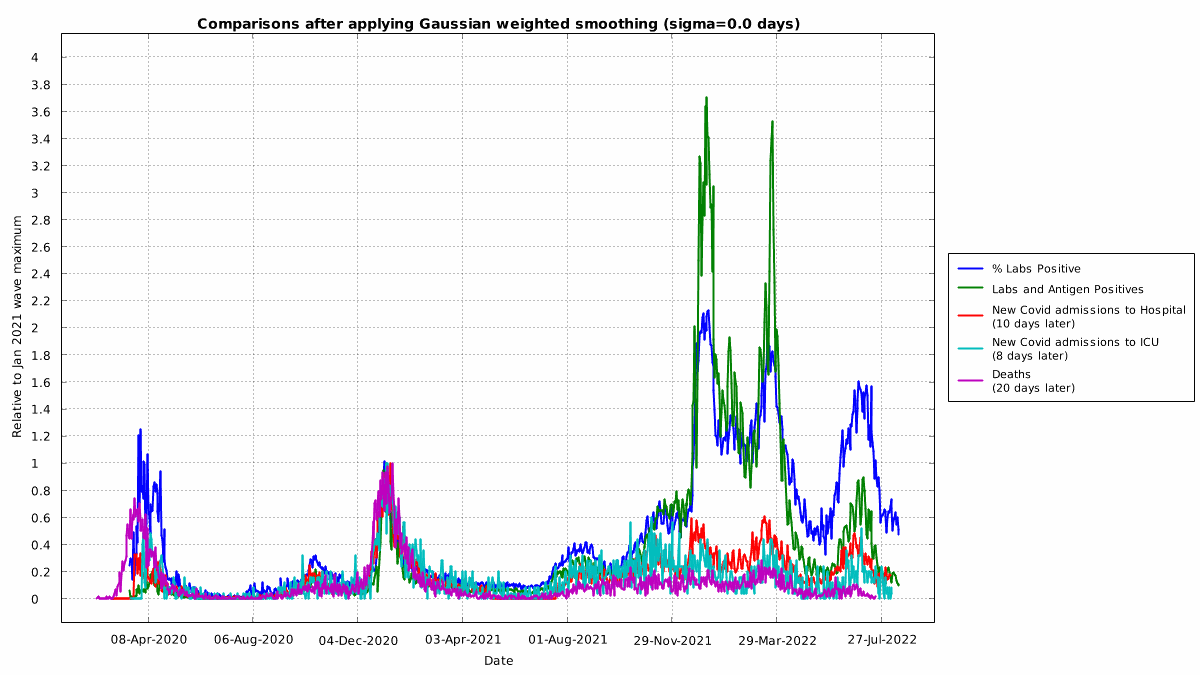 Comparisons after applying Gaussian weighted smoothing (sigma=0.0 days)
Relative to Jan 2021 wave maximum
4
3.8
3.6
3.4
3.2
3
2.8
2.6
2.4
2.2
2
1.8
1.6
1.4
1.2
1
0.8
0.6
0.4
0.2
0
08-Apr-2020 06-Aug-2020 04-Dec-2020 03-Apr-2021 01-Aug-2021 29-Nov-2021 29-Mar-2022 27-Jul-2022
Date
% Labs Positive
Labs and Antigen Positives
New Covid admissions to Hospital
(10 days later)
New Covid admissions to ICU
(8 days later)
Deaths
(20 days later)